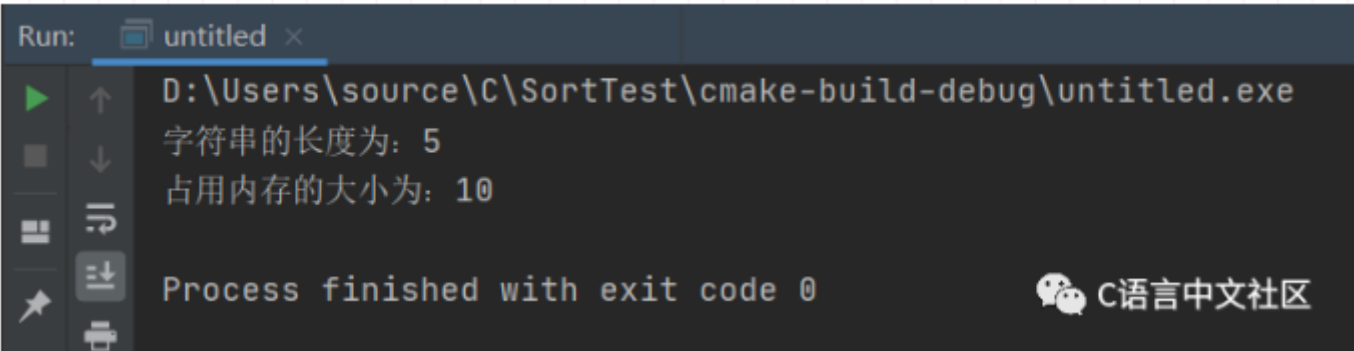 Run: untitled ×
D:\Users\source\C\SortTest\cmake-build-debug\untitled.exe
字符串的长度为：5
占用内存的大小为：10
Process finished with exit code 0
C语言中文社区